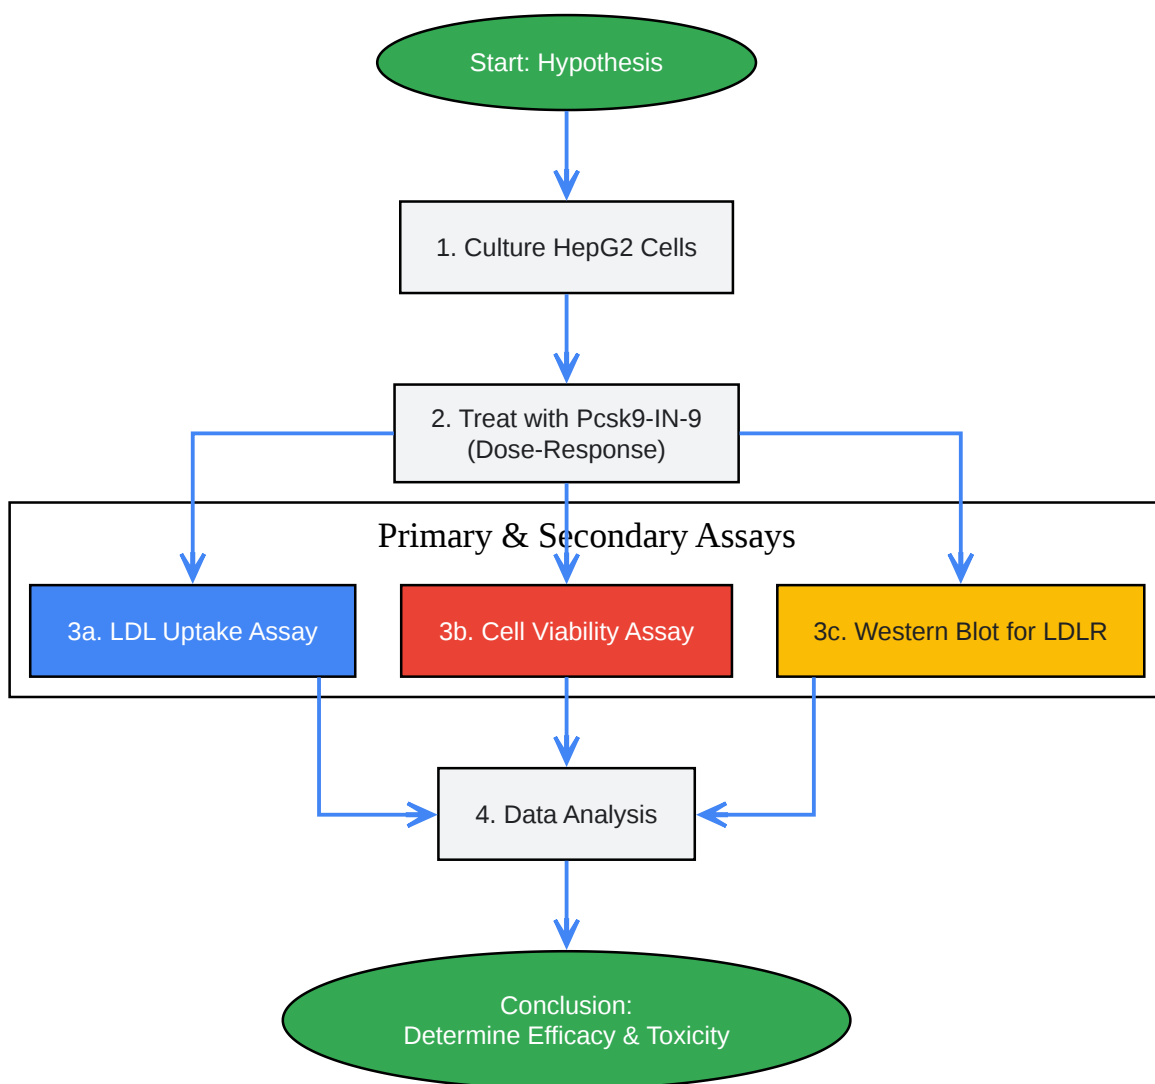 Start: Hypothesis
1. Culture HepG2 Cells
2. Treat with Pcsk9-IN-9
(Dose-Response)
Primary & Secondary Assays
3a. LDL Uptake Assay
3b. Cell Viability Assay
3c. Western Blot for LDLR
4. Data Analysis
Conclusion:
Determine Efficacy & Toxicity